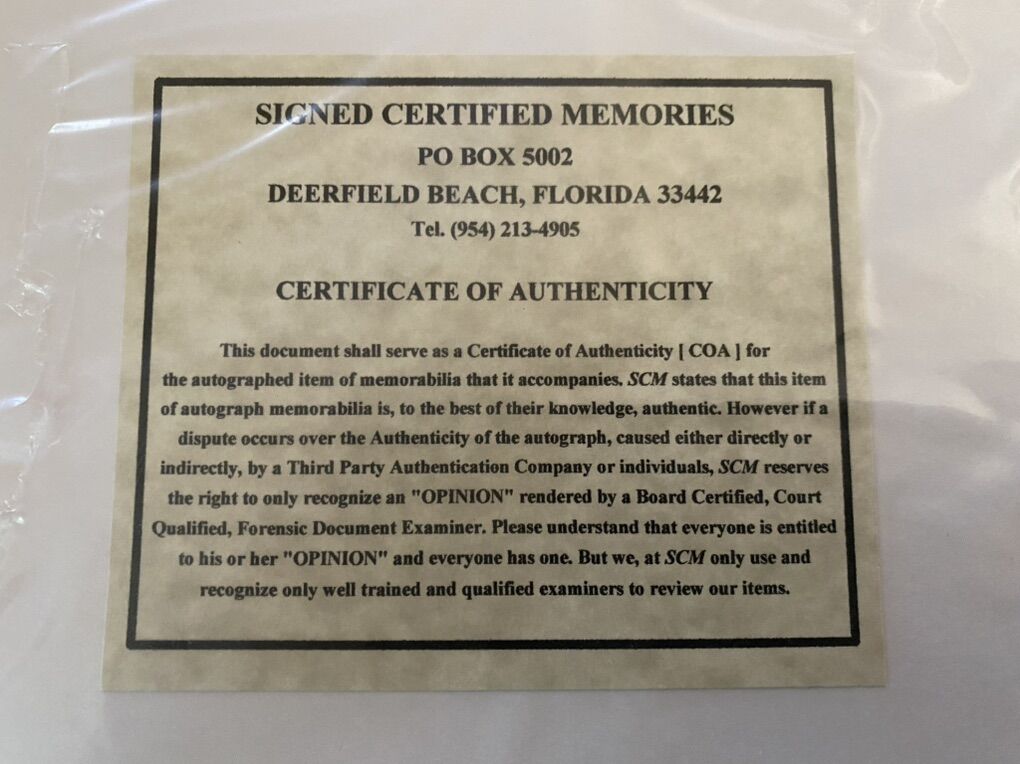 SIGNED CERTIFIED MEMORIES
PO BOX 5002
DEERFIELD BEACH, FLORIDA 33442
Tel. (954) 213-4905
CERTIFICATE OF AUTHENTICITY
This document shall serve as a Certificate of Authenticity [ COA ] for
the autographed item of memorabilia that it accompanies. SCM states that this item
of autograph memorabilia is, to the best of their knowledge, authentic. However if a
dispute occurs over the Authenticity of the autograph, caused either directly or
indirectly, by a Third Party Authentication Company or individuals, SCM reserves
the right to only recognize an "OPINION" rendered by a Board Certified, Court
Qualified, Forensic Document Examiner. Please understand that everyone is entitled
to his or her "OPINION" and everyone has one. But we, at SCM only use and
recognize only well trained and qualified examiners to review our items.